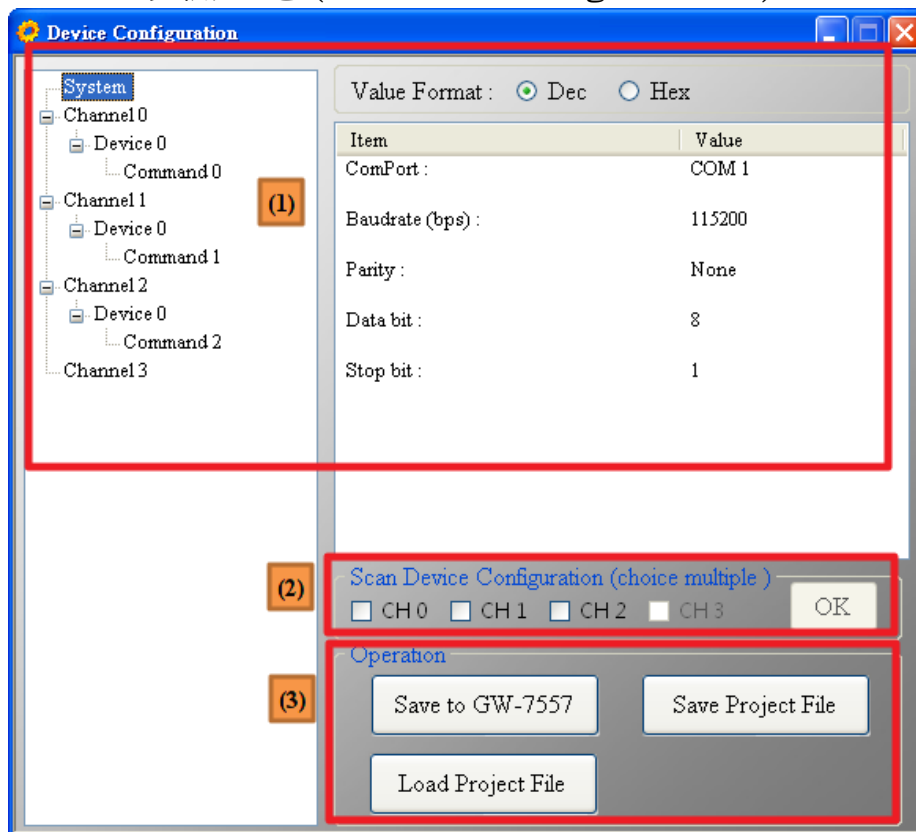 Device Configuration
System
Channel 0
Device 0
Command 0
Channel 1
Device 0
Command 1
Channel 2
Device 0
Command 2
Channel 3
(1)
Value Format : Dec Hex
Item Value
ComPort : COM 1
Baudrate (bps) : 115200
Parity : None
Data bit : 8
Stop bit : 1
(2)
Scan Device Configuration (choice multiple )
CH 0 CH 1 CH 2 CH 3 OK
(3)
Operation
Save to GW-7557 Save Project File
Load Project File